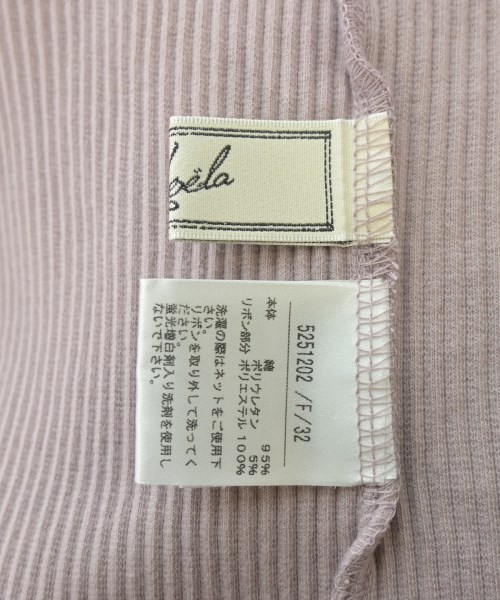 oëla
5251202 /F/32
本体 綿 95%
ポリウレタン 5%
リボン部分 ポリエステル 100%
洗濯の際はネットをご使用下
さい。
リボンを取り外して洗ってく
ださい。
蛍光増白剤入り洗剤を使用し
ないで下さい。